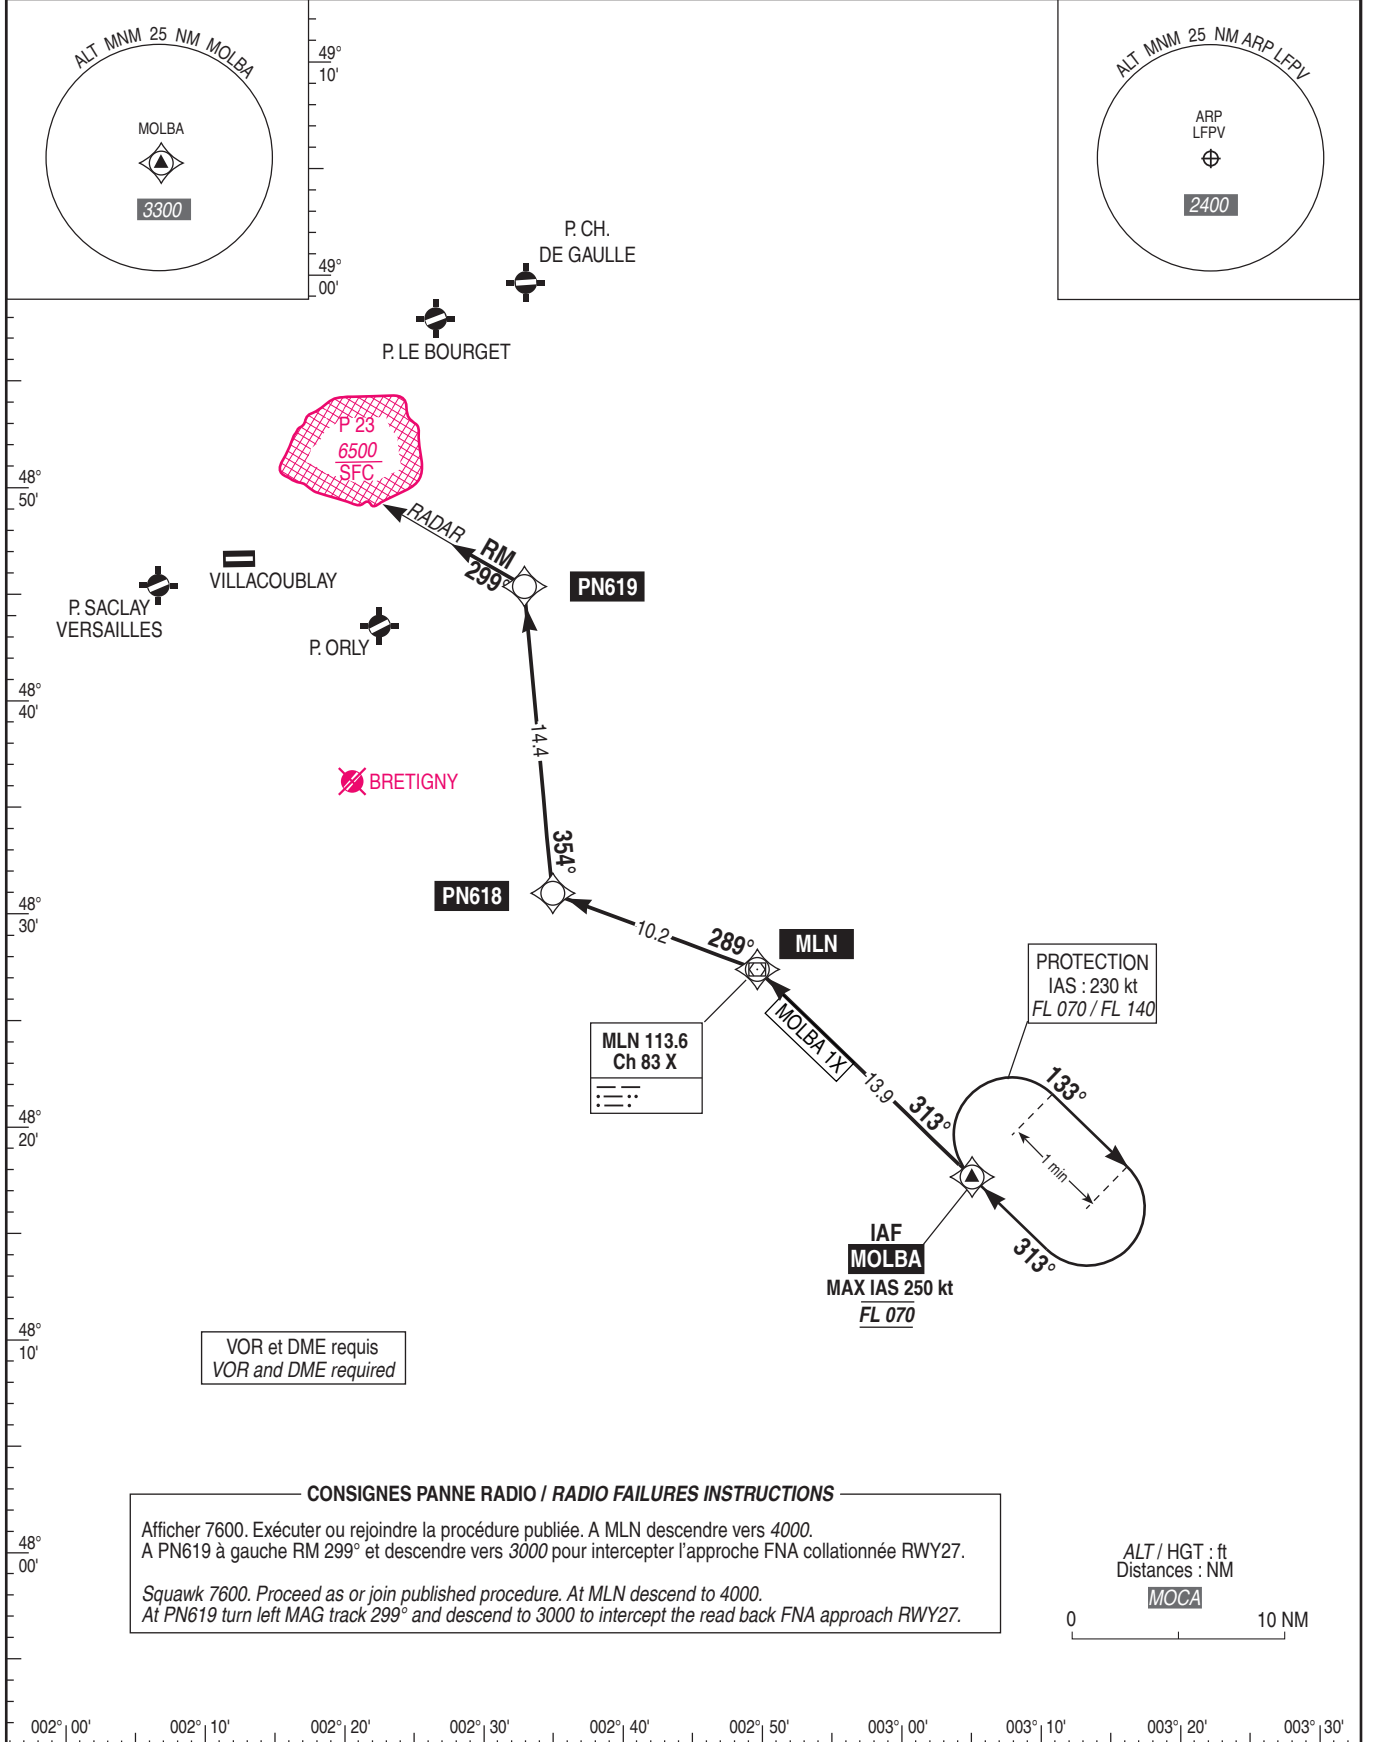 ALT MNM 25 NM MOLBA
MOLBA
3300
49°
10'
49°
00'
ALT MNM 25 NM ARP LFPV
ARP
LFPV
2400
P. CH.
DE GAULLE
P. LE BOURGET
P 23
6500
SFC
48°
50'
RADAR
RM
299°
PN619
VILLACOUBLAY
P. SACLAY
VERSAILLES
P. ORLY
48°
40'
14.4
BRETIGNY
354°
PN618
48°
30'
10.2
289°
MLN
PROTECTION
IAS : 230 kt
FL 070 / FL 140
MLN 113.6
Ch 83 X
MOLBA 1X
13.9
313°
133°
1 min
313°
48°
20'
IAF
MOLBA
MAX IAS 250 kt
FL 070
48°
10'
VOR et DME requis
VOR and DME required
CONSIGNES PANNE RADIO / RADIO FAILURES INSTRUCTIONS
Afficher 7600. Exécuter ou rejoindre la procédure publiée. A MLN descendre vers 4000.
A PN619 à gauche RM 299° et descendre vers 3000 pour intercepter l'approche FNA collationnée RWY27.
Squawk 7600. Proceed as or join published procedure. At MLN descend to 4000.
At PN619 turn left MAG track 299° and descend to 3000 to intercept the read back FNA approach RWY27.
48°
00'
ALT / HGT : ft
Distances : NM
MOCA
0 10 NM
002° 00' 002° 10' 002° 20' 002° 30' 002° 40' 002° 50' 003° 00' 003° 10' 003° 20' 003° 30'